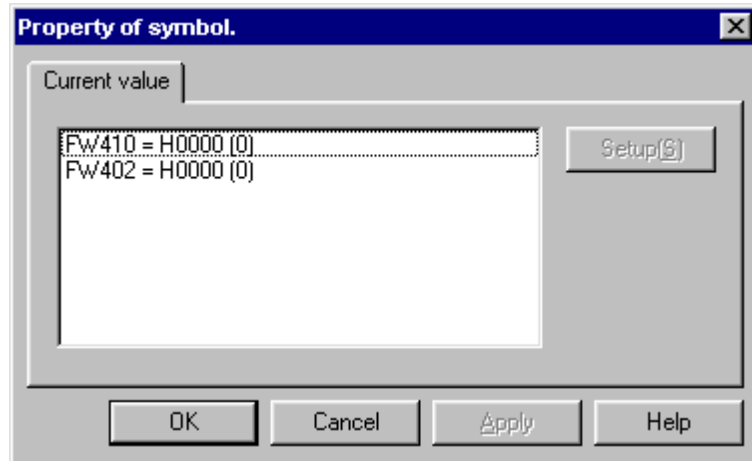 Property of symbol.
Current value
FW410 = H0000 (0)
FW402 = H0000 (0)
Setup(S)
OK Cancel Apply Help